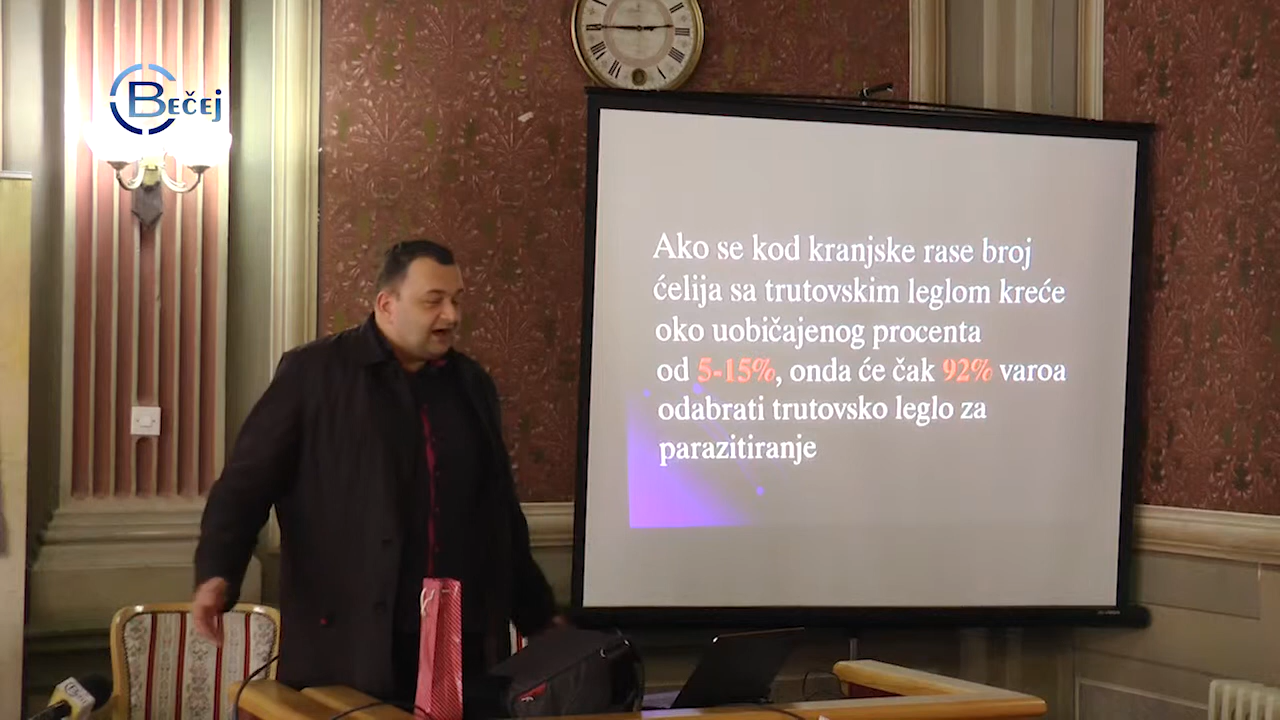 BEČEJ
Ako se kod kranjske rase broj
ćelija sa trutovskim leglom kreće
oko uobičajenog procenta
od 5-15%, onda će čak 92% varoa
odabrati trutovsko leglo za
parazitiranje